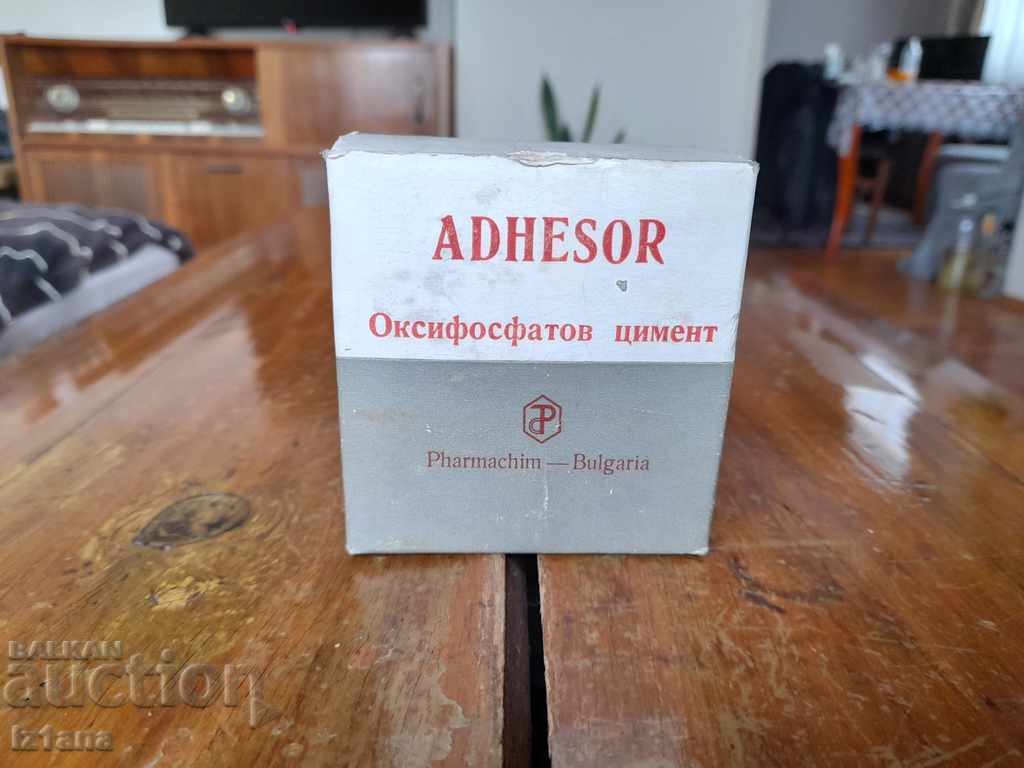 ADHESOR
Оксифосфатов цимент
Pharmachim — Bulgaria
BALKAN
auction
iz1ana